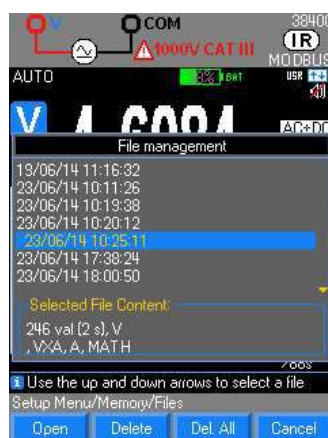 V COM 38400
1000V CAT III IR
MODBUS
AUTO 83% BAT USR
V 4.6084 AC+DC
File management
19/06/14 11:16:32
23/06/14 10:11:26
23/06/14 10:19:38
23/06/14 10:20:12
23/06/14 10:25:11
23/06/14 17:38:24
23/06/14 18:00:50
Selected File Content:
246 val (2 s), V
, VXA, A, MATH
Use the up and down arrows to select a file
Setup Menu/Memory/Files
Open Delete Del. All Cancel